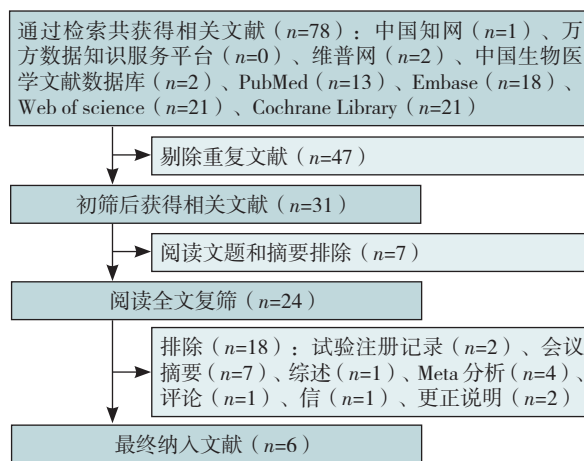 通过检索共获得相关文献（n=78）：中国知网（n=1）、万
方数据知识服务平台（n=0）、维普网（n=2）、中国生物医
学文献数据库（n=2）、PubMed（n=13）、Embase（n=18）、
Web of science（n=21）、Cochrane Library（n=21）
剔除重复文献（n=47）
初筛后获得相关文献（n=31）
阅读文题和摘要排除（n=7）
阅读全文复筛（n=24）
排除（n=18）：试验注册记录（n=2）、会议
摘要（n=7）、综述（n=1）、Meta 分析（n=4）、
评论（n=1）、信（n=1）、更正说明（n=2）
最终纳入文献（n=6）